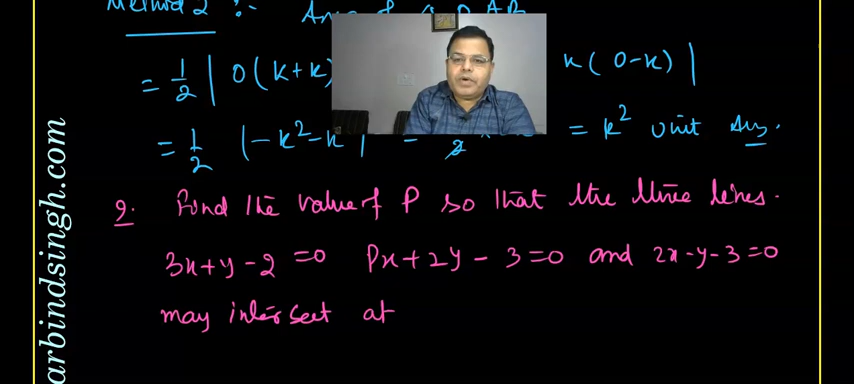 Method 2 :- Area of
= 1/2 | 0(k+k) k(0-k) |
= 1/2 |-k²-k = k² unit Ans.
9. Find the value of P so that the three lines.
3x+y-2=0 Px+2y-3=0 and 2x-y-3=0
may intersect at
arbindsingh.com